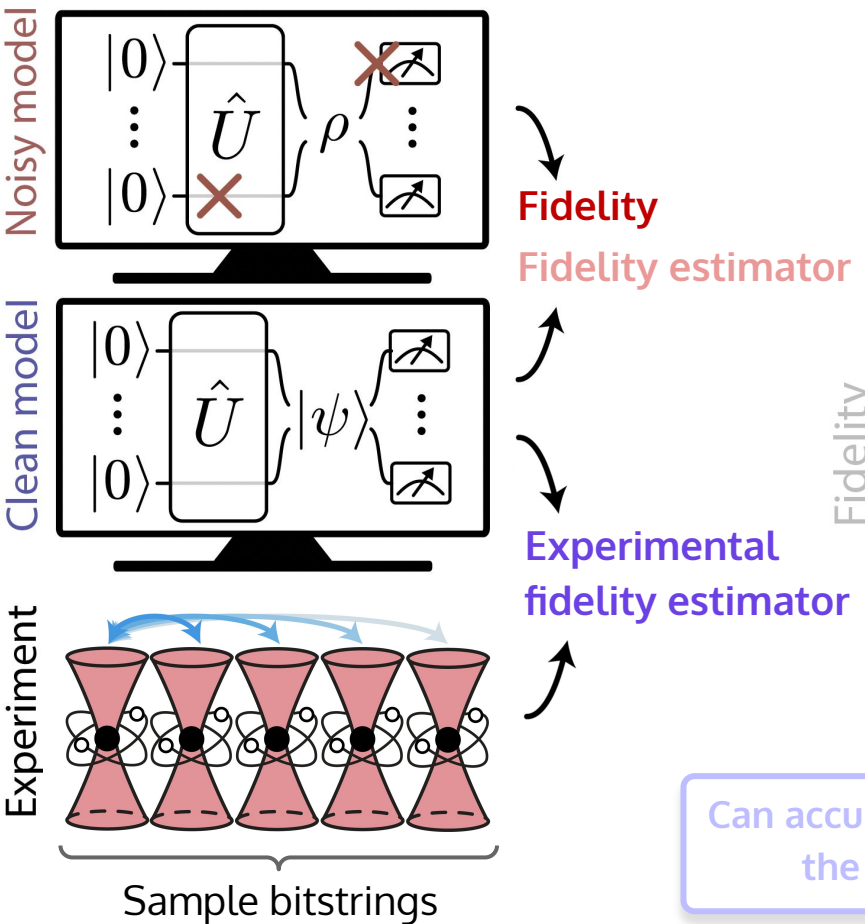 Noisy model
|0⟩
⋮
|0⟩
Û
ρ
⋮
Fidelity
Fidelity estimator
Clean model
|0⟩
⋮
|0⟩
Û
|ψ⟩
⋮
Fidelity
Experimental
fidelity estimator
Experiment
Sample bitstrings
Can accu
the